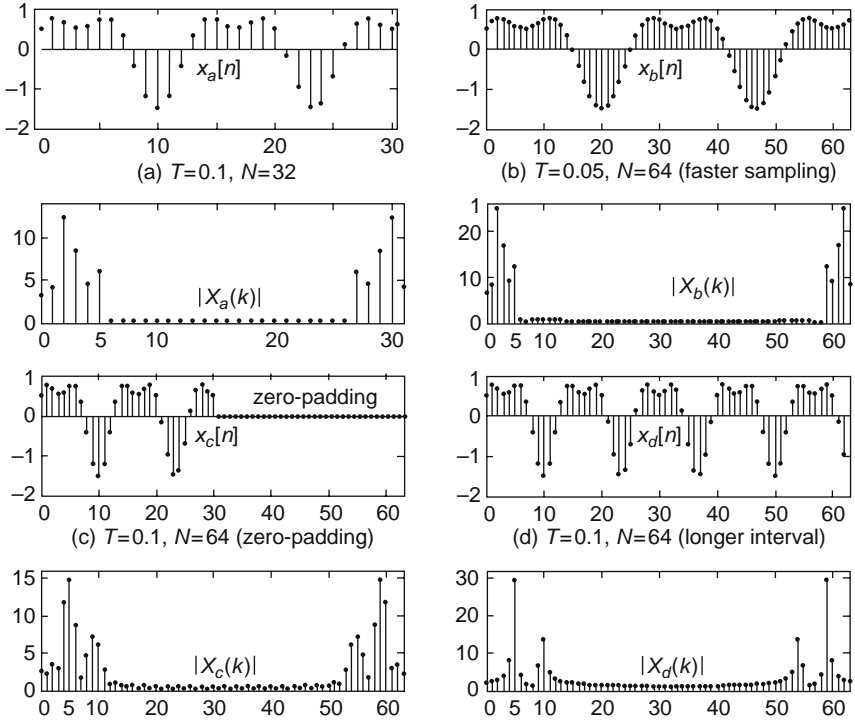 1
0
−1
−2
x_a[n]
0 10 20 30
(a) T=0.1, N=32
1
0
−1
−2
x_b[n]
0 10 20 30 40 50 60
(b) T=0.05, N=64 (faster sampling)
10
5
0
|X_a(k)|
0 5 10 20 30
1
20
10
0
|X_b(k)|
0 5 10 20 30 40 50 60
1
0
−1
−2
zero-padding
x_c[n]
0 10 20 30 40 50 60
(c) T=0.1, N=64 (zero-padding)
1
0
−1
−2
x_d[n]
0 10 20 30 40 50 60
(d) T=0.1, N=64 (longer interval)
15
10
5
0
|X_c(k)|
0 5 10 20 30 40 50 60
30
20
10
0
|X_d(k)|
0 5 10 20 30 40 50 60